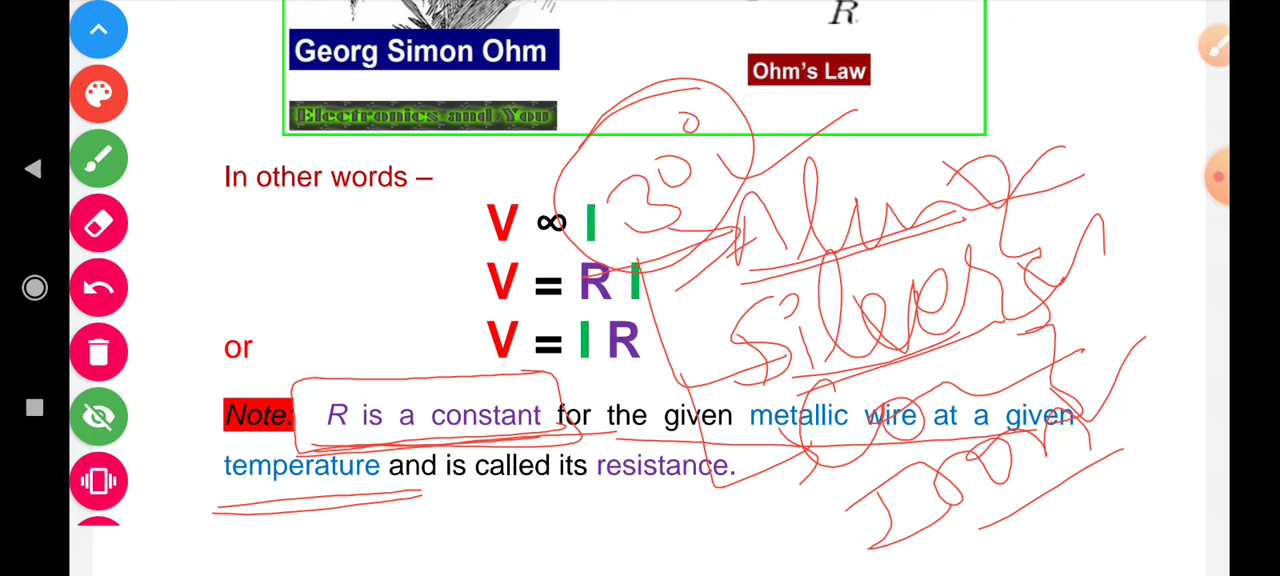 R
Georg Simon Ohm
Ohm's Law
Electronics and You
In other words –
V ∞ I
V = R I
or
V = I R
Note: R is a constant for the given metallic wire at a given
temperature and is called its resistance.
30°
Silver